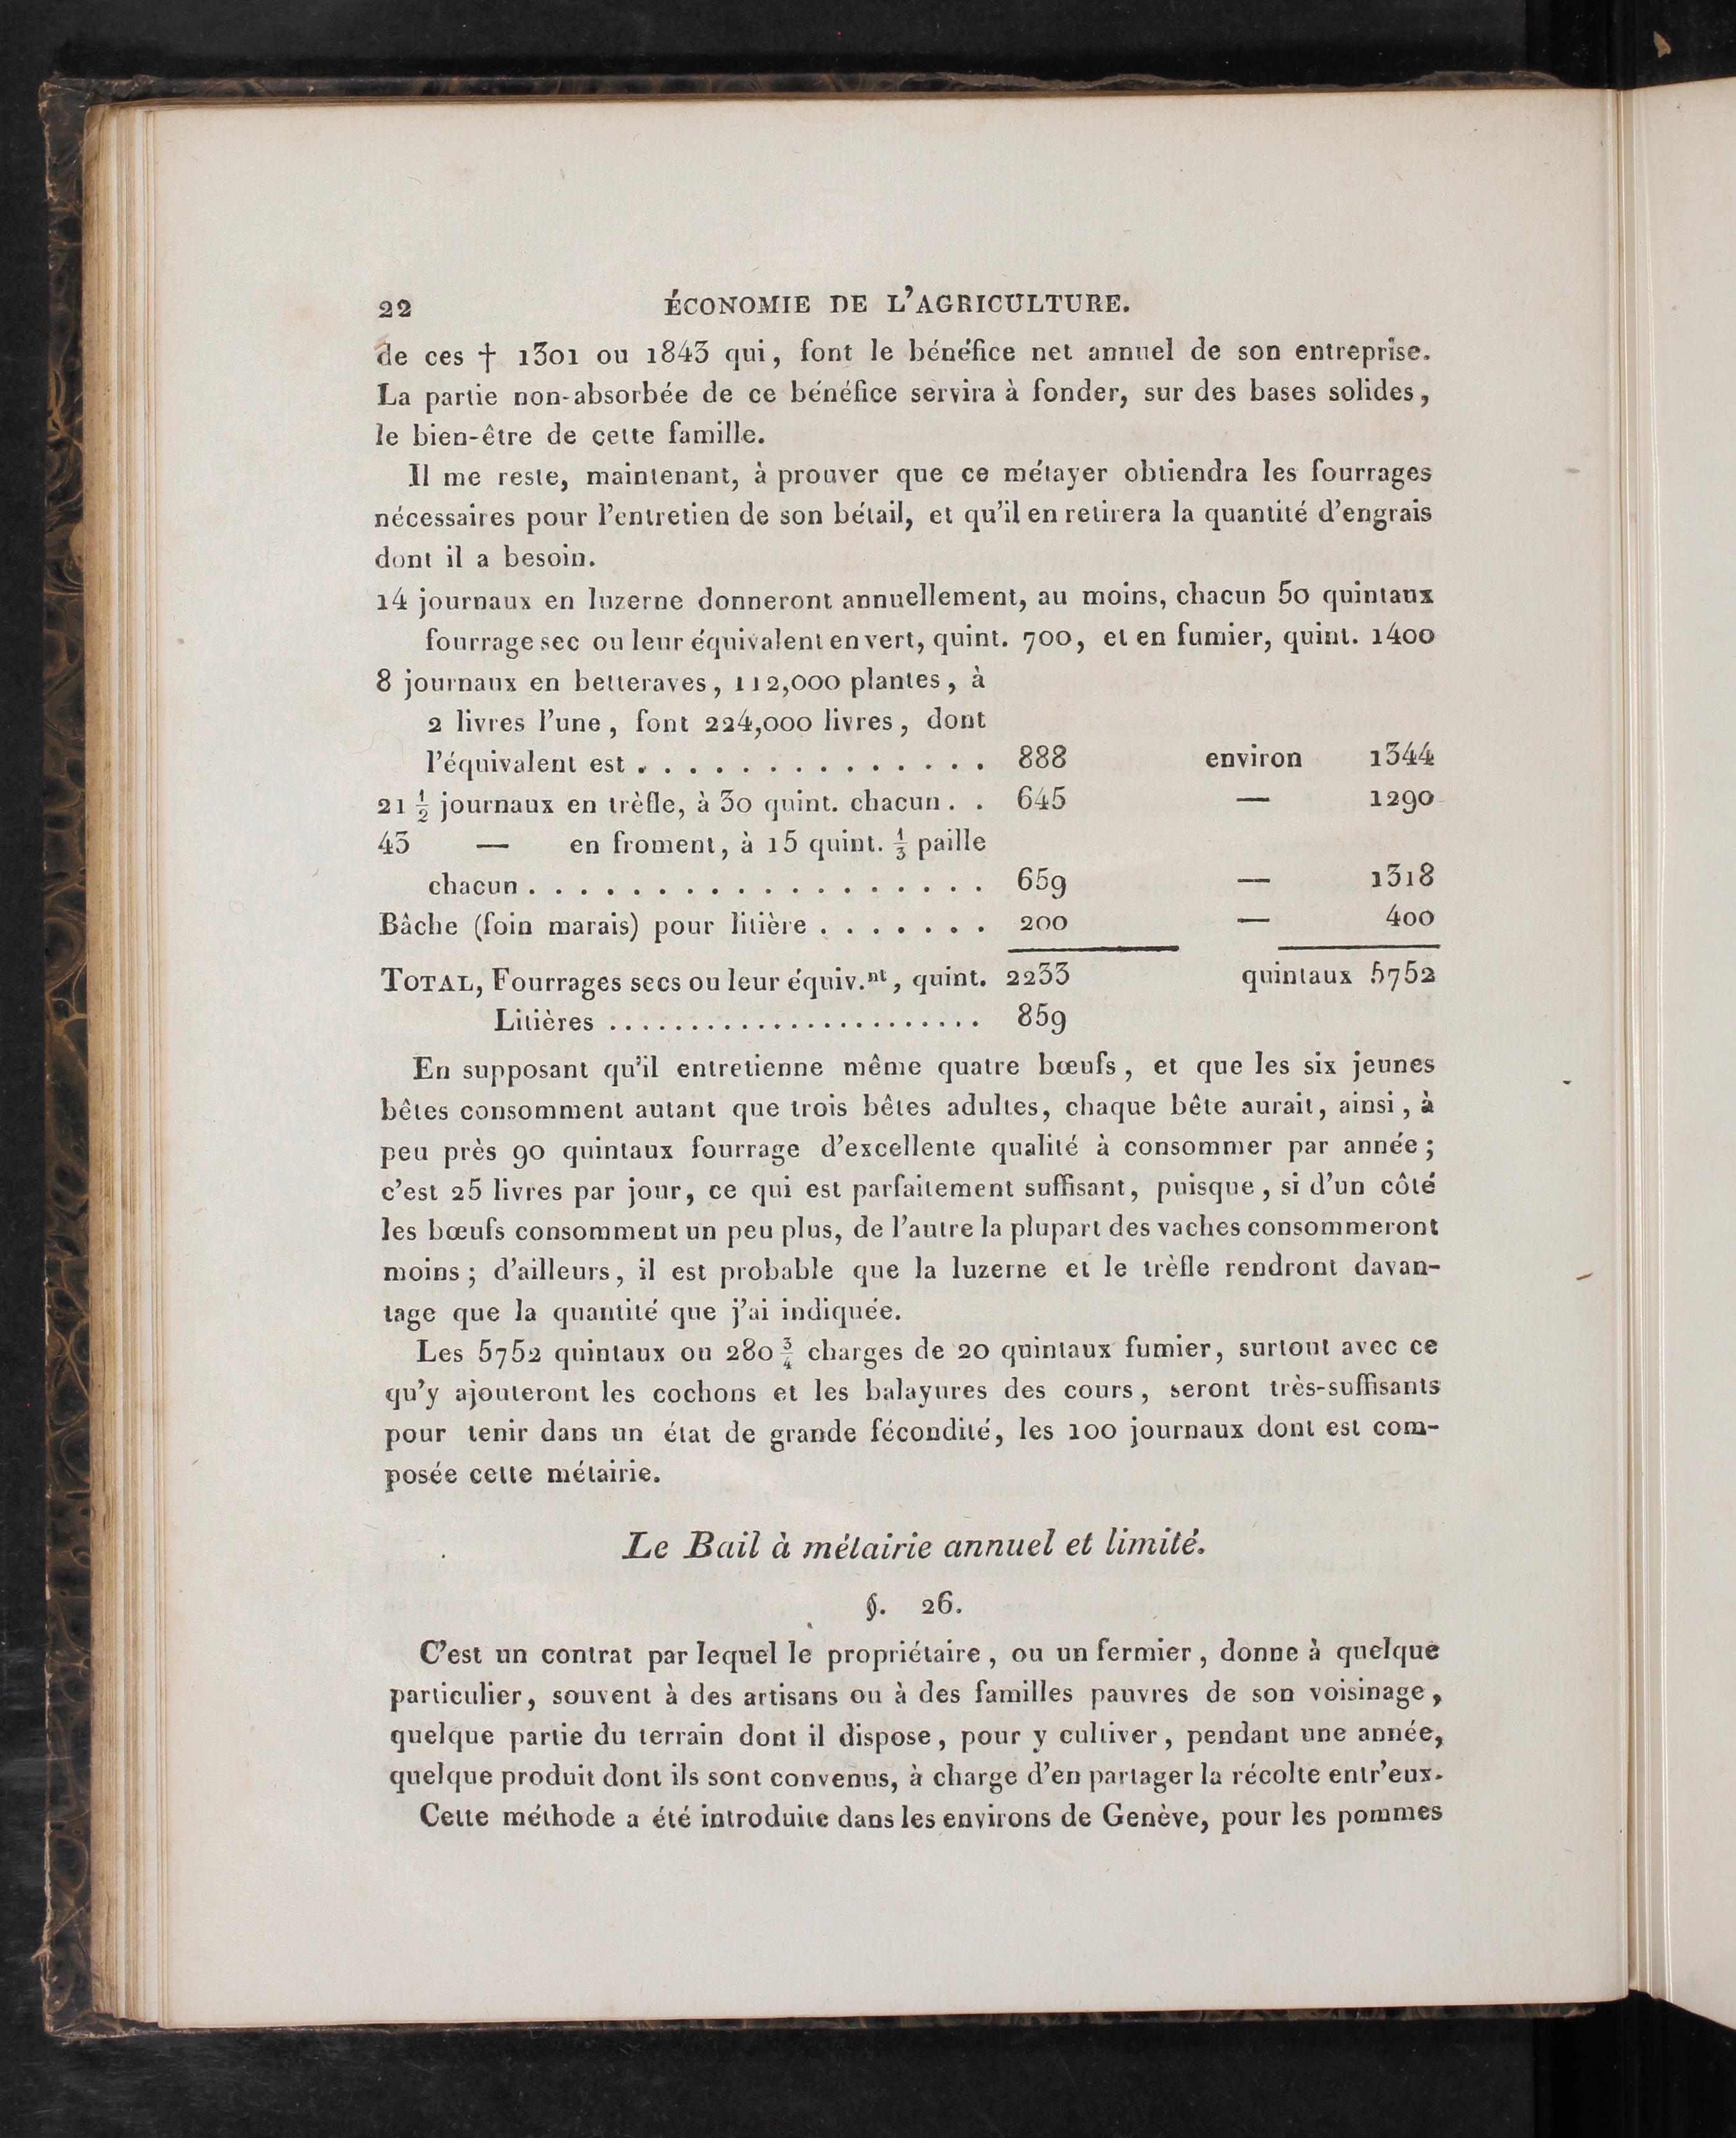 22 ÉCONOMIE DE L'AGRICULTURE.
de ces † 1301 ou 1843 qui, font le bénéfice net annuel de son entreprise.
La partie non-absorbée de ce bénéfice servira à fonder, sur des bases solides,
le bien-être de cette famille.
Il me reste, maintenant, à prouver que ce métayer obtiendra les fourrages
nécessaires pour l'entretien de son bétail, et qu'il en retirera la quantité d'engrais
dont il a besoin.
14 journaux en luzerne donneront annuellement, au moins, chacun 50 quintaux
fourrage sec ou leur équivalent en vert, quint. 700, et en fumier, quint. 1400
8 journaux en betteraves, 112,000 plantes, à
2 livres l'une, font 224,000 livres, dont
l'équivalent est . . . . . . . . . . . . . . 888 environ 1344
21 ½ journaux en trèfle, à 30 quint. chacun . . 645 — 1290
43 — en froment, à 15 quint. ⅓ paille
chacun . . . . . . . . . . . . . . . . . . 659 — 1318
Bâche (foin marais) pour litière . . . . . . . 200 — 400
TOTAL, Fourrages secs ou leur équiv.nt, quint. 2233 quintaux 5752
Litières ....................... 859
En supposant qu'il entretienne même quatre bœufs, et que les six jeunes
bêtes consomment autant que trois bêtes adultes, chaque bête aurait, ainsi, à
peu près 90 quintaux fourrage d'excellente qualité à consommer par année;
c'est 25 livres par jour, ce qui est parfaitement suffisant, puisque, si d'un côté
les bœufs consomment un peu plus, de l'autre la plupart des vaches consommeront
moins; d'ailleurs, il est probable que la luzerne et le trèfle rendront davan-
tage que la quantité que j'ai indiquée.
Les 5752 quintaux ou 280 ¾ charges de 20 quintaux fumier, surtout avec ce
qu'y ajouteront les cochons et les balayures des cours, seront très-suffisants
pour tenir dans un état de grande fécondité, les 100 journaux dont est com-
posée cette métairie.
Le Bail à métairie annuel et limité.
§. 26.
C'est un contrat par lequel le propriétaire, ou un fermier, donne à quelque
particulier, souvent à des artisans ou à des familles pauvres de son voisinage,
quelque partie du terrain dont il dispose, pour y cultiver, pendant une année,
quelque produit dont ils sont convenus, à charge d'en partager la récolte entr'eux.
Cette méthode a été introduite dans les environs de Genève, pour les pommes